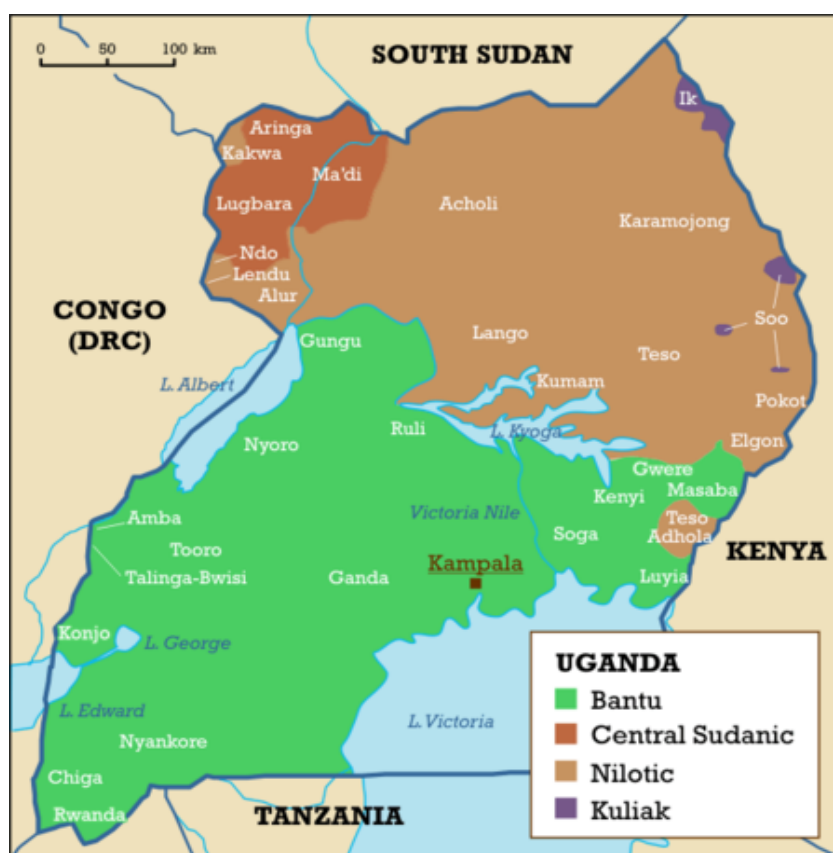 0 50 100 km
SOUTH SUDAN
Ik
Aringa
Kakwa
Ma'di
Lugbara
Acholi
Karamojong
Ndo
Lendu
Alur
CONGO
(DRC)
Soo
Gungu
Lango
Teso
L. Albert
Kumam
Pokot
Ruli
L. Kyoga
Nyoro
Elgon
Gwere
Masaba
Kenyi
Victoria Nile
Amba
Teso
Adhola
Soga
Tooro
KENYA
Talinga-Bwisi
Ganda
Kampala
Luyia
Konjo
L. George
L. Edward
L. Victoria
Nyankore
Chiga
Rwanda
TANZANIA
UGANDA
Bantu
Central Sudanic
Nilotic
Kuliak